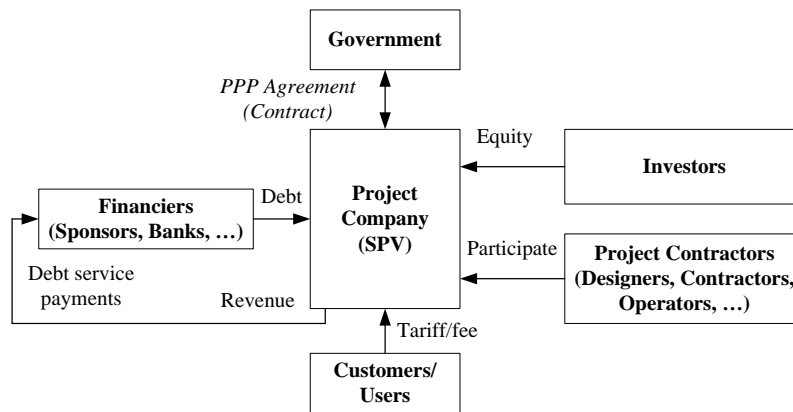 Government
PPP Agreement
(Contract)
Equity
Investors
Project
Company
(SPV)
Financiers
(Sponsors, Banks, …)
Debt
Participate
Project Contractors
(Designers, Contractors,
Operators, …)
Debt service
payments
Revenue
Tariff/fee
Customers/
Users